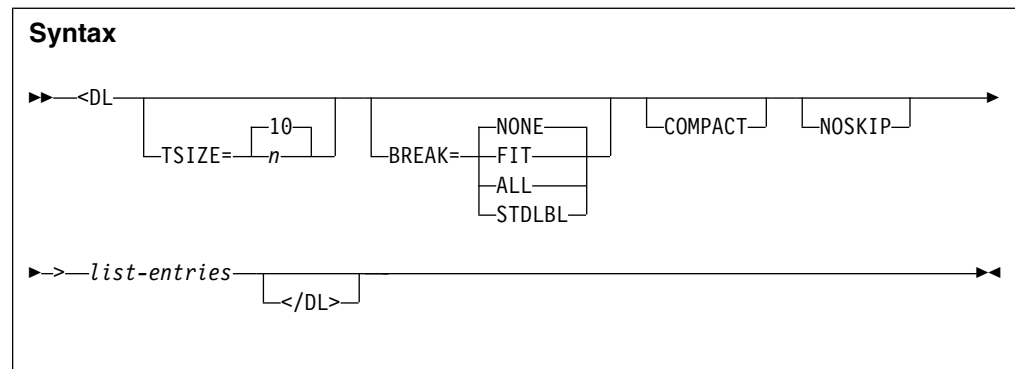 Syntax
<DL
TSIZE=
10
n
BREAK=
NONE
FIT
ALL
STDLBL
COMPACT
NOSKIP
>
list-entries
</DL>